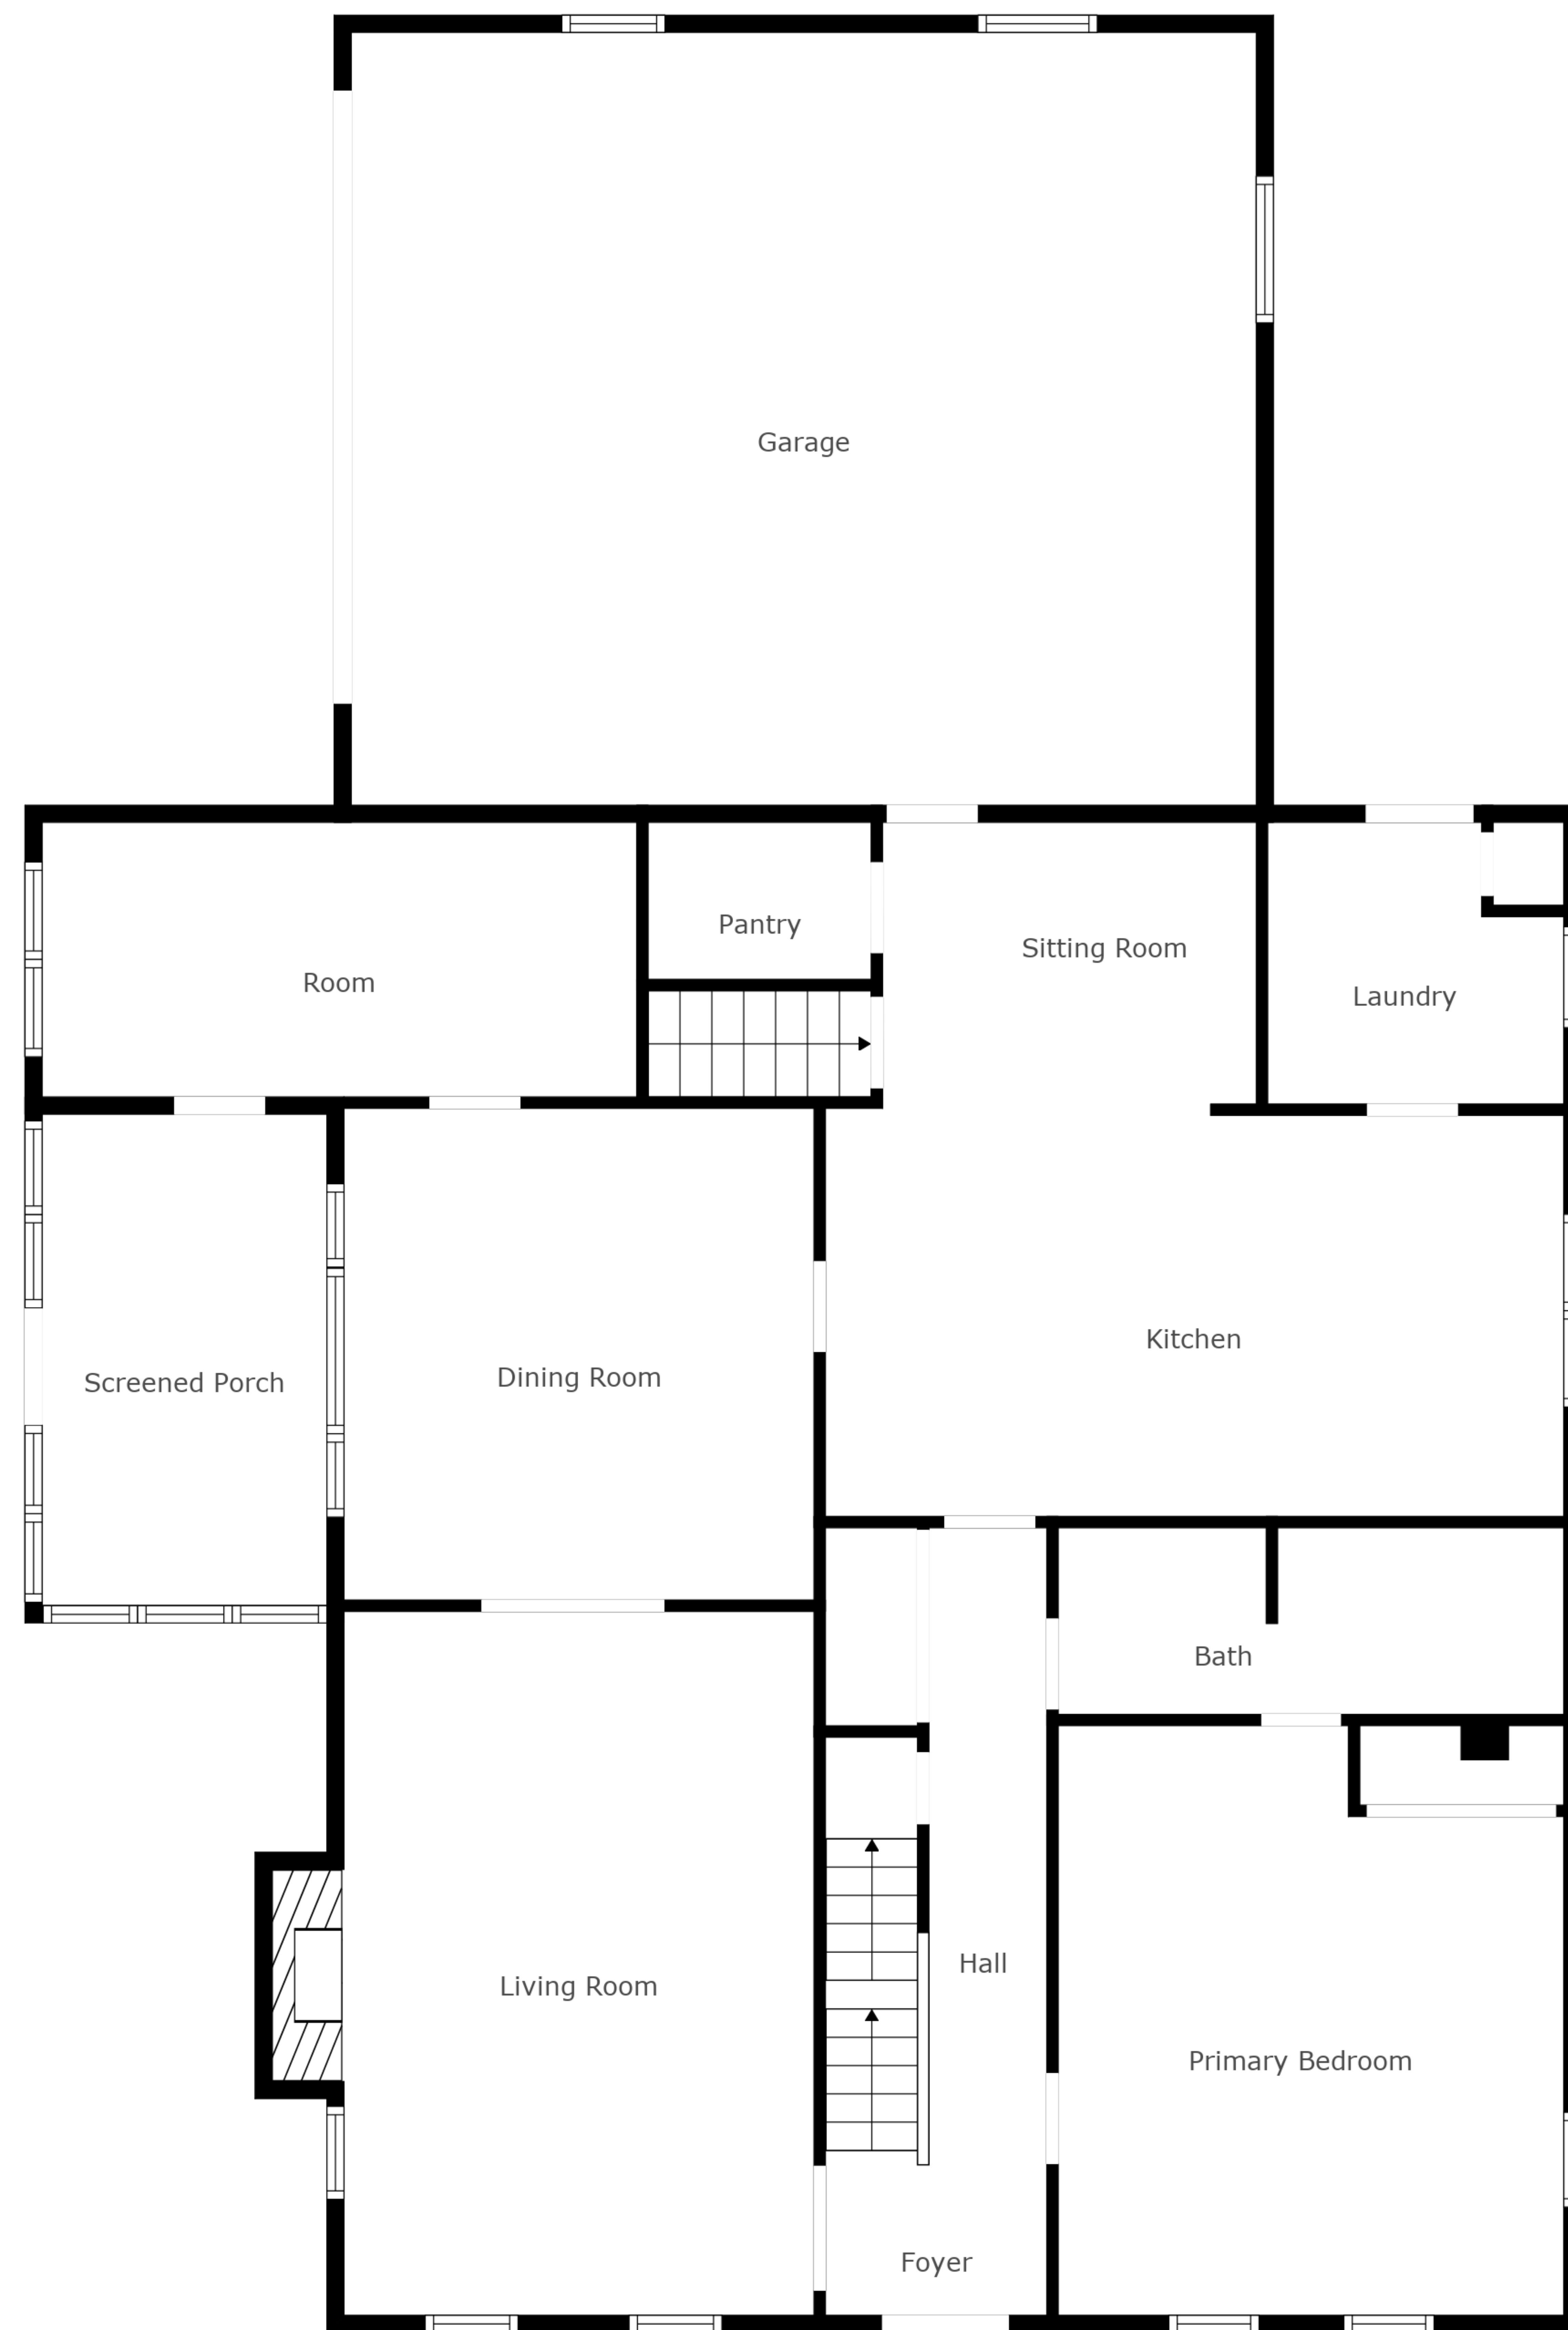 Garage
Pantry
Sitting Room
Room
Laundry
Kitchen
Dining Room
Screened Porch
Bath
Hall
Living Room
Primary Bedroom
Foyer